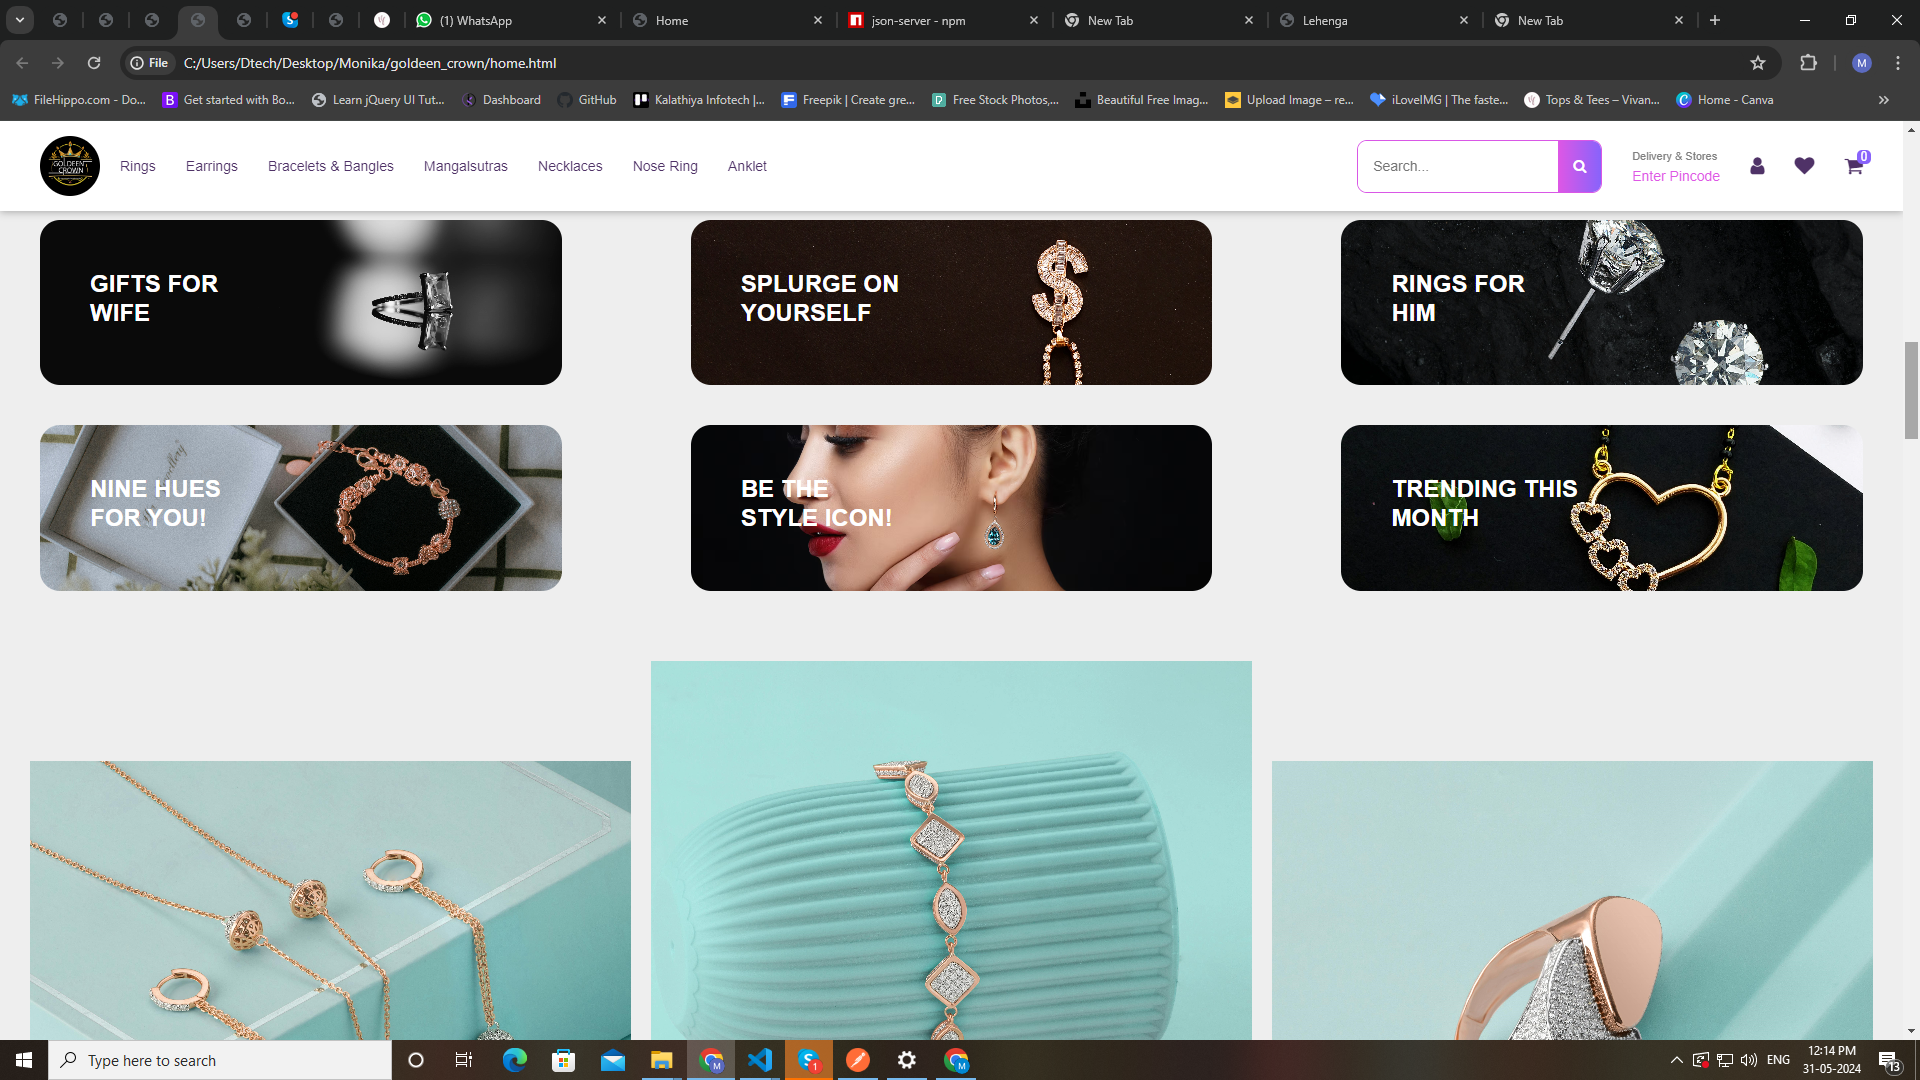 (1) WhatsApp
Home
json-server - npm
New Tab
Lehenga
New Tab
File
C:/Users/Dtech/Desktop/Monika/goldeen_crown/home.html
M
FileHippo.com - Do...
Get started with Bo...
Learn jQuery UI Tut...
Dashboard
GitHub
Kalathiya Infotech |...
Freepik | Create gre...
Free Stock Photos,...
Beautiful Free Imag...
Upload Image – re...
iLoveIMG | The faste...
Tops & Tees – Vivan...
Home - Canva
GOLDEEN
CROWN
Rings
Earrings
Bracelets & Bangles
Mangalsutras
Necklaces
Nose Ring
Anklet
Search...
Delivery & Stores
Enter Pincode
0
GIFTS FOR
WIFE
SPLURGE ON
YOURSELF
RINGS FOR
HIM
NINE HUES
FOR YOU!
BE THE
STYLE ICON!
TRENDING THIS
MONTH
Type here to search
ENG
12:14 PM
31-05-2024
13